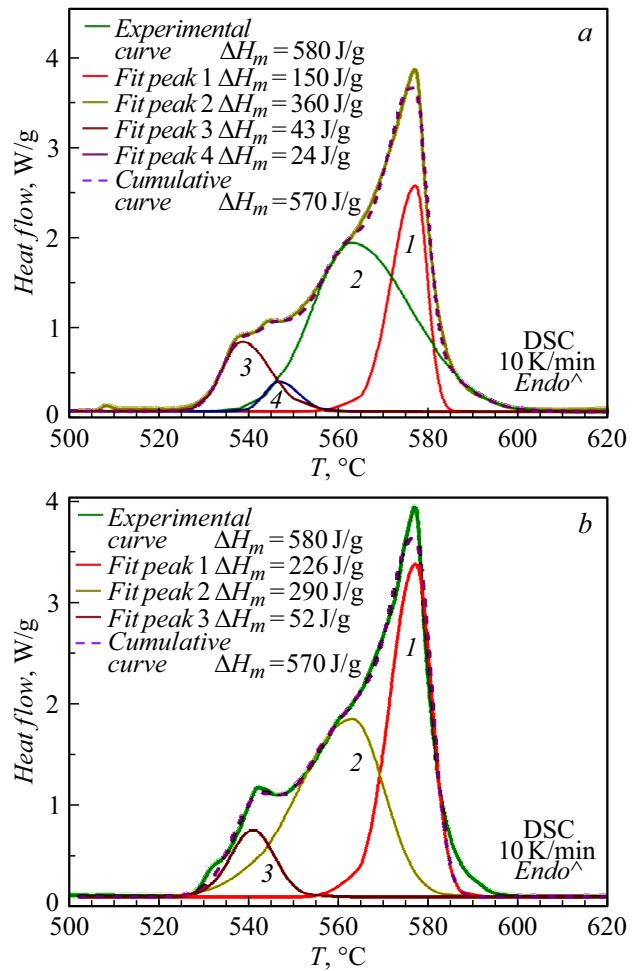 a
Experimental
curve ΔHm = 580 J/g
Fit peak 1 ΔHm = 150 J/g
Fit peak 2 ΔHm = 360 J/g
Fit peak 3 ΔHm = 43 J/g
Fit peak 4 ΔHm = 24 J/g
Cumulative
curve ΔHm = 570 J/g
Heat flow, W/g
4
3
2
1
0
1
2
3
4
DSC
10 K/min
Endo^
500 520 540 560 580 600 620
T, °C
b
Experimental
curve ΔHm = 580 J/g
Fit peak 1 ΔHm = 226 J/g
Fit peak 2 ΔHm = 290 J/g
Fit peak 3 ΔHm = 52 J/g
Cumulative
curve ΔHm = 570 J/g
Heat flow, W/g
4
3
2
1
0
1
2
3
DSC
10 K/min
Endo^
500 520 540 560 580 600 620
T, °C